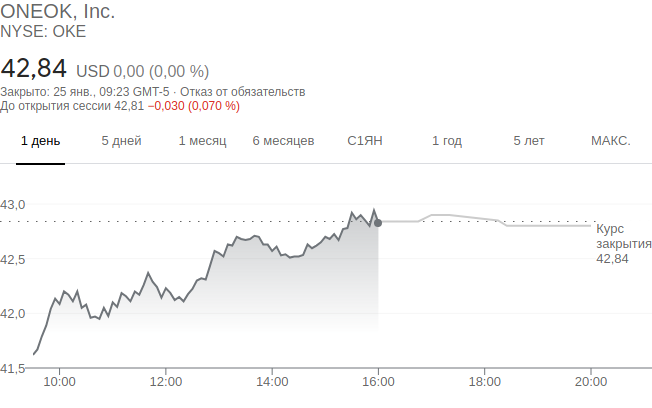 ONEOK, Inc.
NYSE: OKE
42,84 USD 0,00 (0,00 %)
Закрыто: 25 янв., 09:23 GMT-5 · Отказ от обязательств
До открытия сессии 42,81 −0,030 (0,070 %)
1 день 5 дней 1 месяц 6 месяцев С1ЯН 1 год 5 лет МАКС.
43,0
Курс
закрытия
42,84
42,5
42,0
41,5
10:00 12:00 14:00 16:00 18:00 20:00